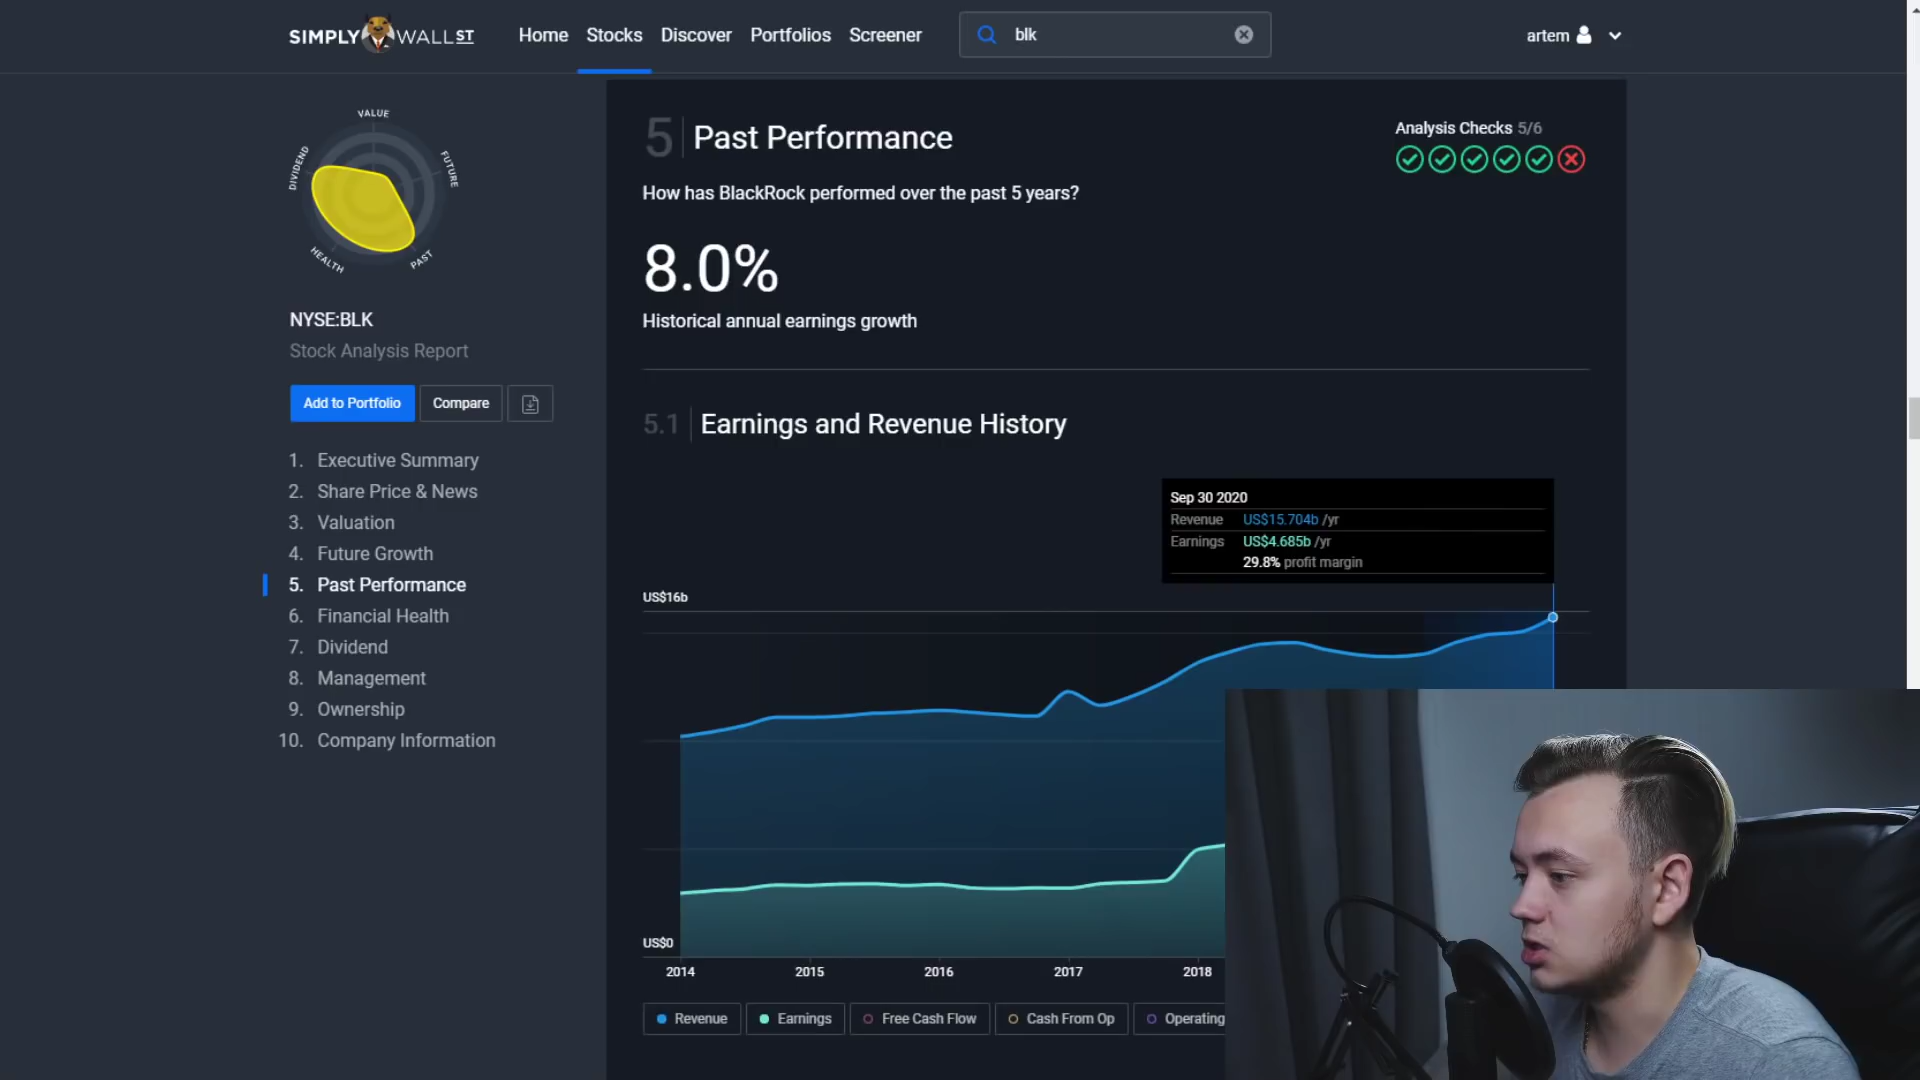 SIMPLY WALL ST
Home Stocks Discover Portfolios Screener
blk
artem
VALUE
FUTURE
PAST
HEALTH
DIVIDEND
NYSE:BLK
Stock Analysis Report
Add to Portfolio
Compare
1. Executive Summary
2. Share Price & News
3. Valuation
4. Future Growth
5. Past Performance
6. Financial Health
7. Dividend
8. Management
9. Ownership
10. Company Information
5 Past Performance
Analysis Checks 5/6
How has BlackRock performed over the past 5 years?
8.0%
Historical annual earnings growth
5.1 Earnings and Revenue History
Sep 30 2020
Revenue US$15.704b /yr
Earnings US$4.685b /yr
29.8% profit margin
US$16b
US$0
2014 2015 2016 2017 2018
Revenue
Earnings
Free Cash Flow
Cash From Op
Operating